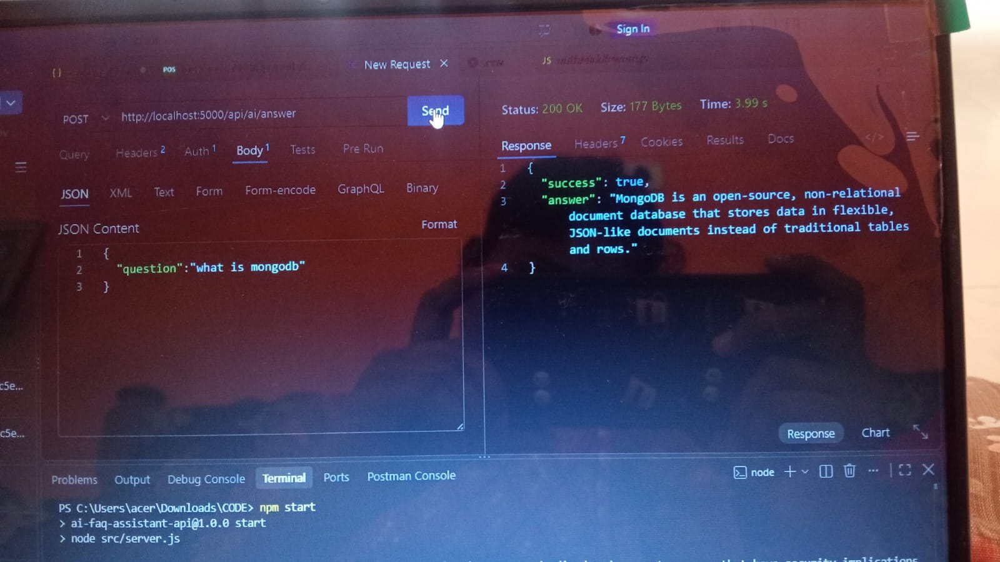 Sign In
{}
POS
New Request ×
JS
POST
http://localhost:5000/api/ai/answer
Send
Status: 200 OK Size: 177 Bytes Time: 3.99 s
Query Headers 2 Auth 1 Body 1 Tests Pre Run
Response Headers 7 Cookies Results Docs
JSON XML Text Form Form-encode GraphQL Binary
JSON Content Format
1 {
2 "question":"what is mongodb"
3 }
1 {
2 "success": true,
3 "answer": "MongoDB is an open-source, non-relational
document database that stores data in flexible,
JSON-like documents instead of traditional tables
and rows."
4 }
c5e...
c5e...
Response Chart
Problems Output Debug Console Terminal Ports Postman Console
node
PS C:\Users\acer\Downloads\CODE> npm start
> ai-faq-assistant-api@1.0.0 start
> node src/server.js
security implications